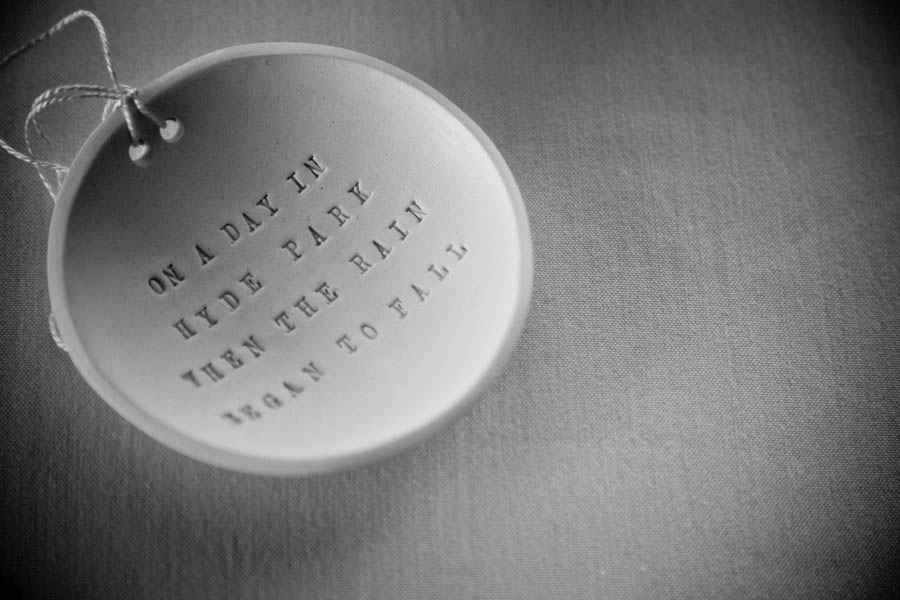 ON A DAY IN
HYDE PARK
WHEN THE RAIN
BEGAN TO FALL